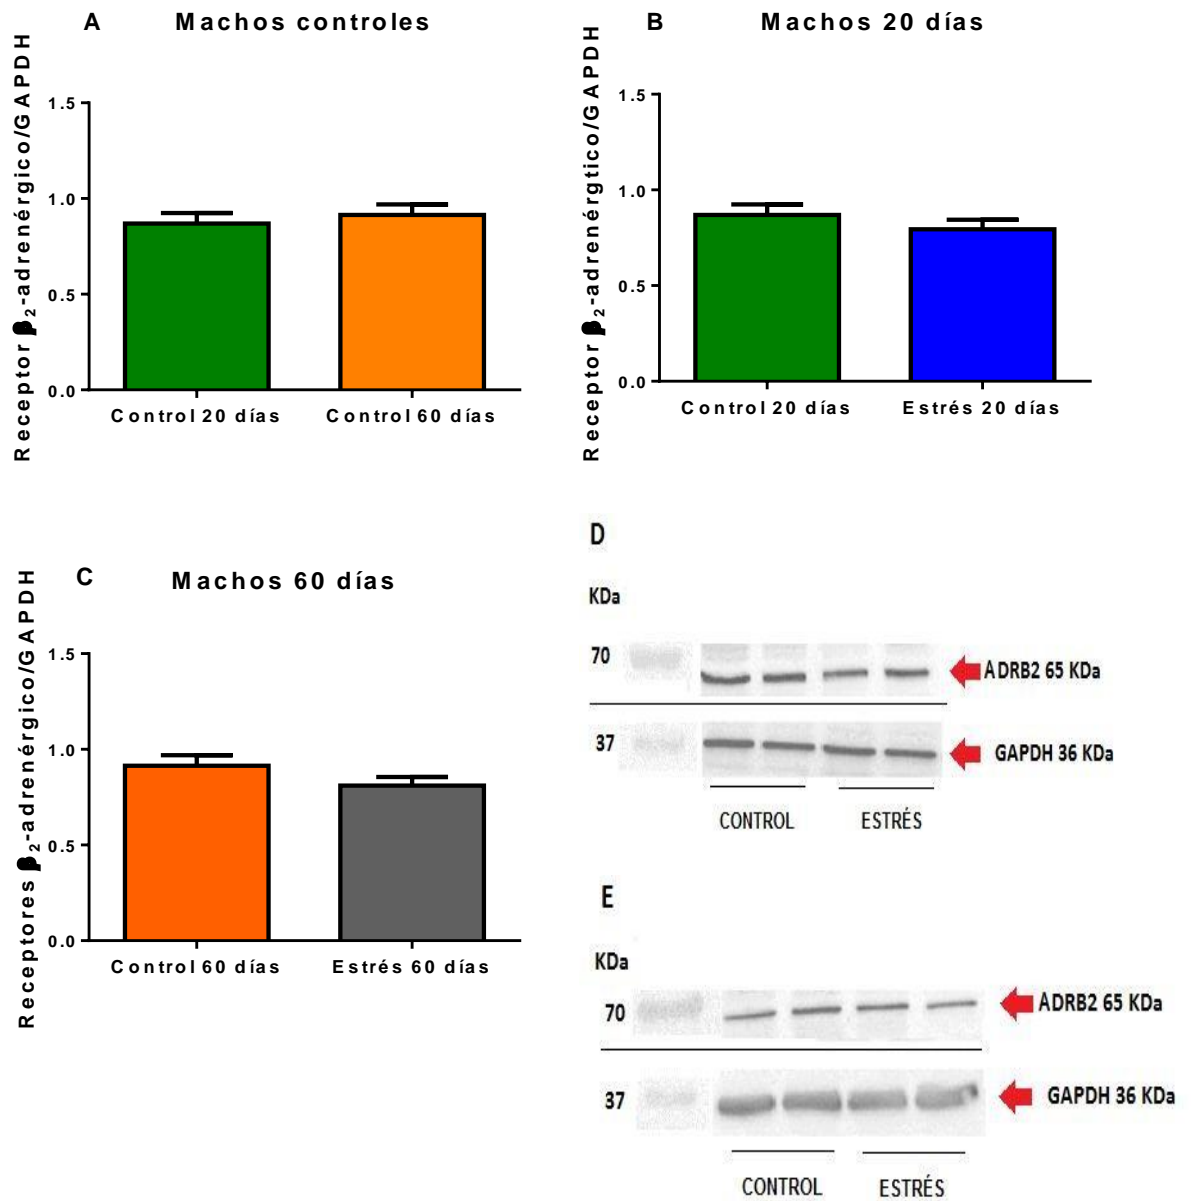 A
Machos controles
Receptor β₂-adrenérgico/GAPDH
1.5
1.0
0.5
0.0
Control 20 días
Control 60 días
B
Machos 20 días
Receptor β₂-adrenérgtico/GAPDH
1.5
1.0
0.5
0.0
Control 20 días
Estrés 20 días
C
Machos 60 días
Receptores β₂-adrenérgico/GAPDH
1.5
1.0
0.5
0.0
Control 60 días
Estrés 60 días
D
KDa
70
ADRB2 65 KDa
37
GAPDH 36 KDa
CONTROL
ESTRÉS
E
KDa
70
ADRB2 65 KDa
37
GAPDH 36 KDa
CONTROL
ESTRÉS